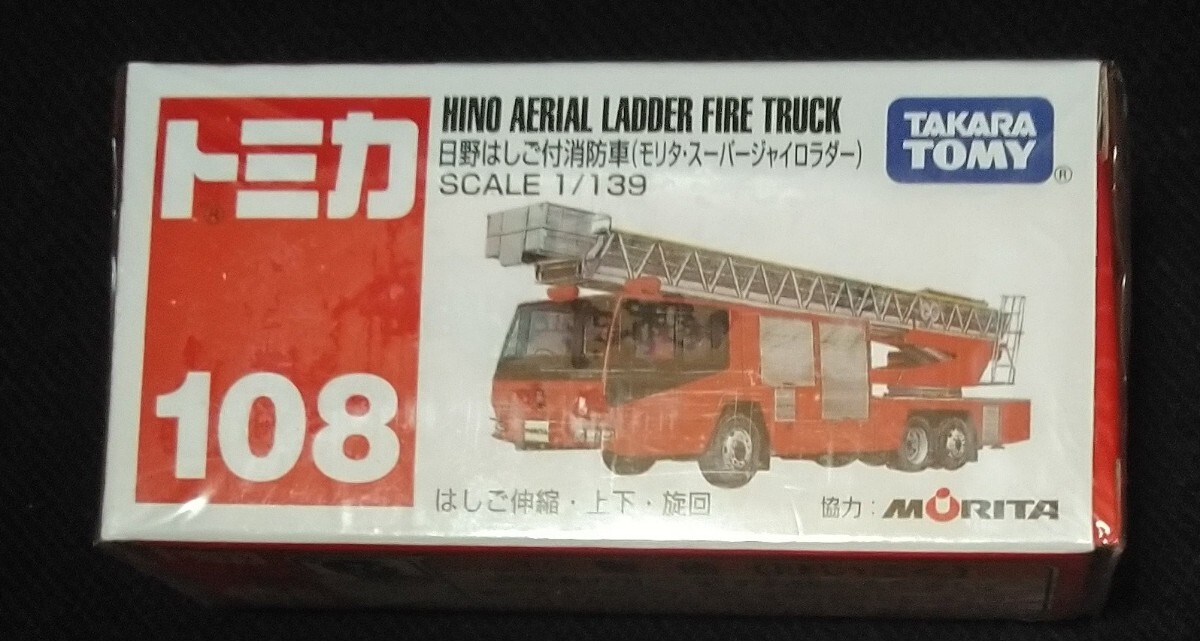 トミカ
108
HINO AERIAL LADDER FIRE TRUCK
日野はしご付消防車(モリタ・スーパージャイロラダー)
SCALE 1/139
TAKARA
TOMY
®
MORITA
はしご伸縮・上下・旋回
協力:MORITA